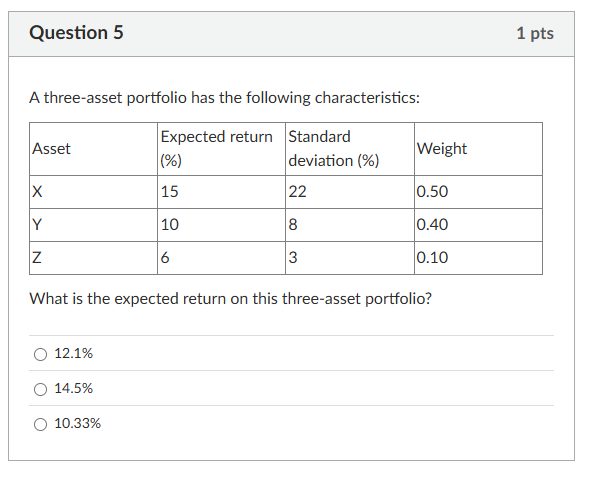 Question 5
1 pts
A three-asset portfolio has the following characteristics:
Asset
Expected return
(%)
Standard
deviation (%)
Weight
X
15
22
0.50
Y
10
8
0.40
Z
6
3
0.10
What is the expected return on this three-asset portfolio?
12.1%
14.5%
10.33%